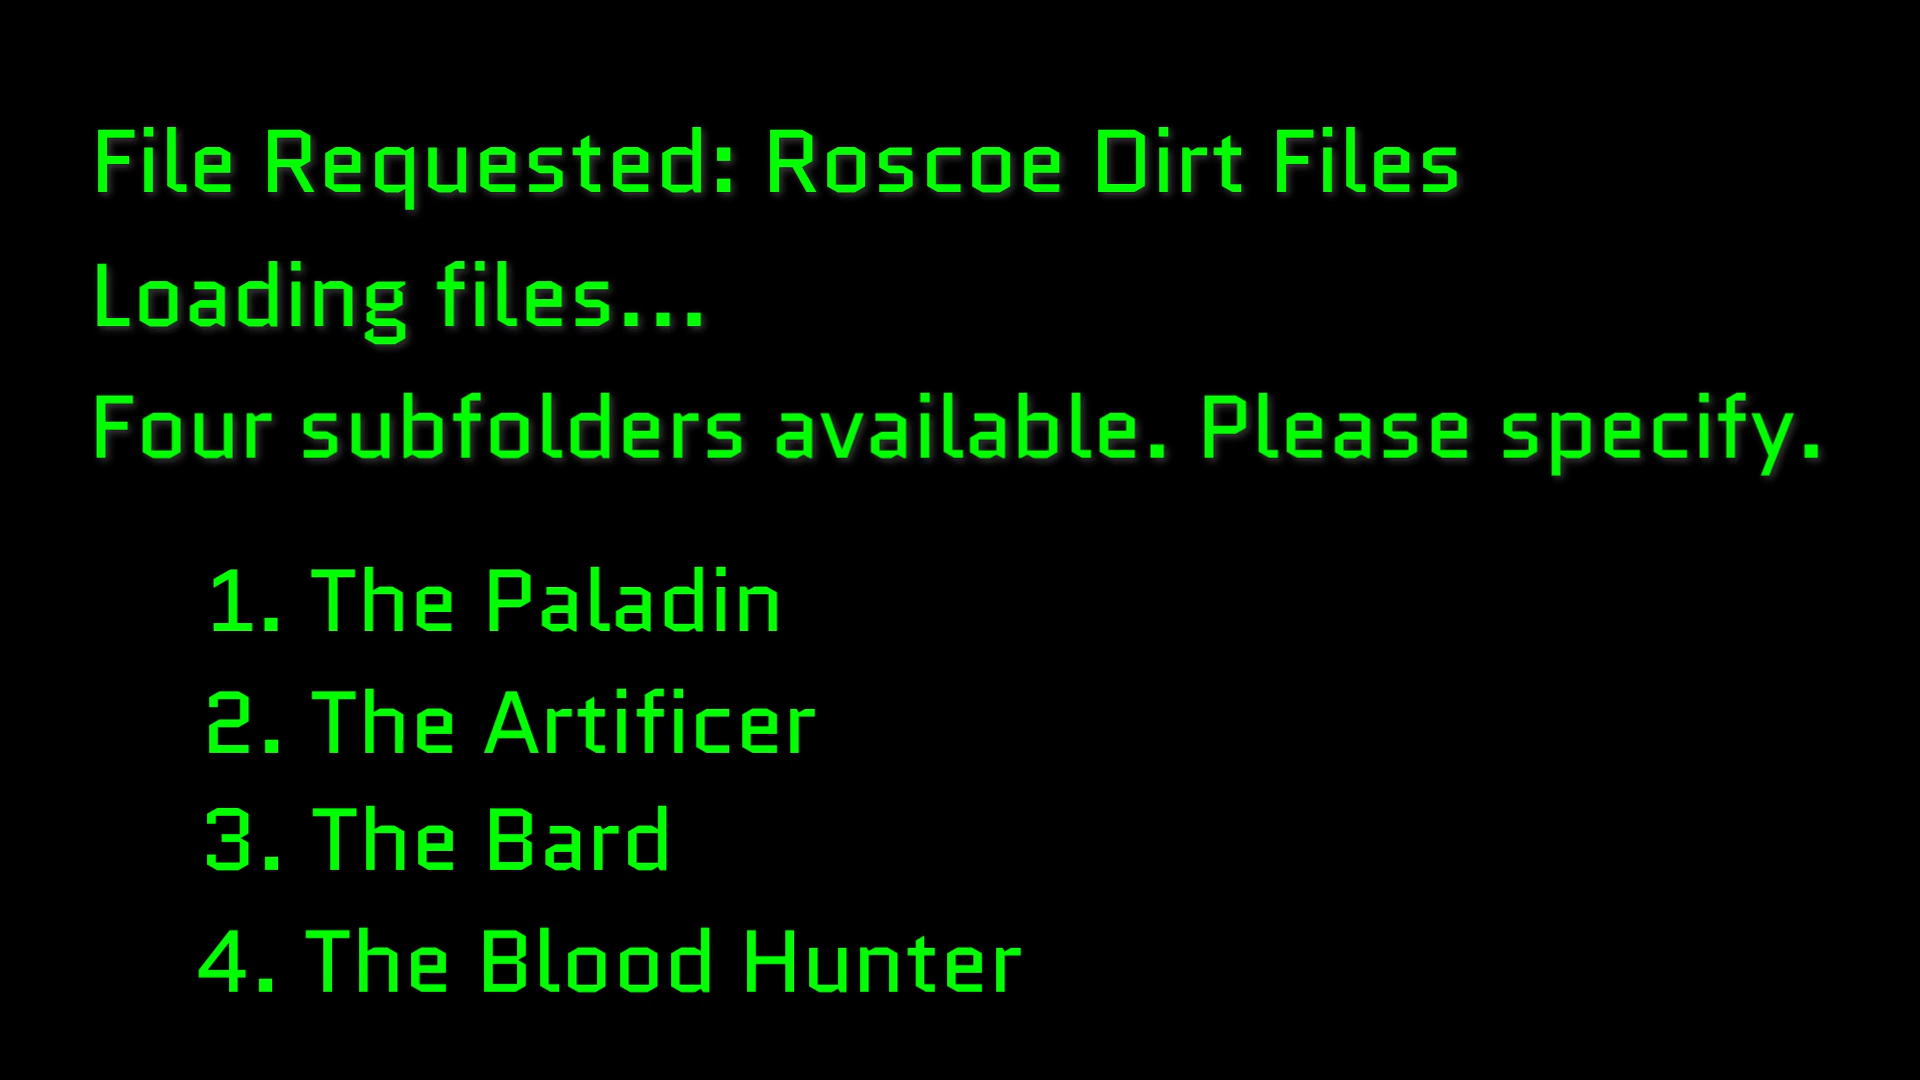 File Requested: Roscoe Dirt Files
Loading files...
Four subfolders available. Please specify.
1. The Paladin
2. The Artificer
3. The Bard
4. The Blood Hunter